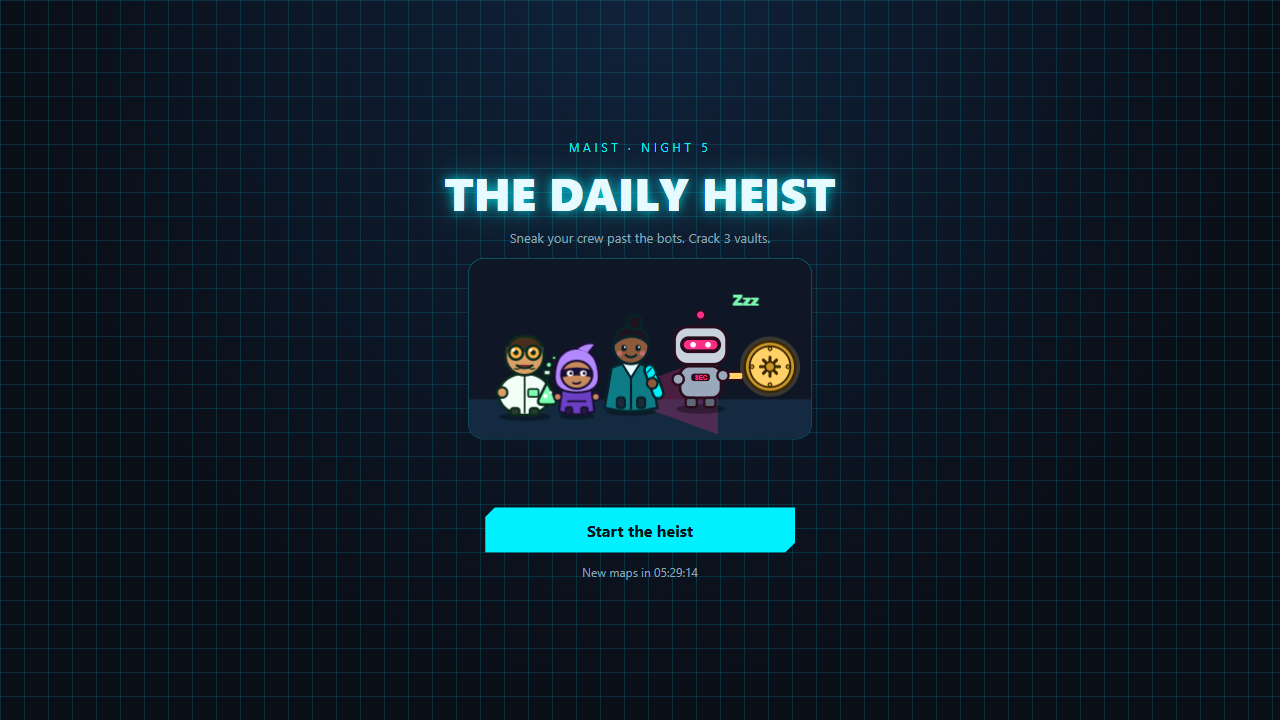 MAIST · NIGHT 5
THE DAILY HEIST
Sneak your crew past the bots. Crack 3 vaults.
Zzz
SEC
Start the heist
New maps in 05:29:14